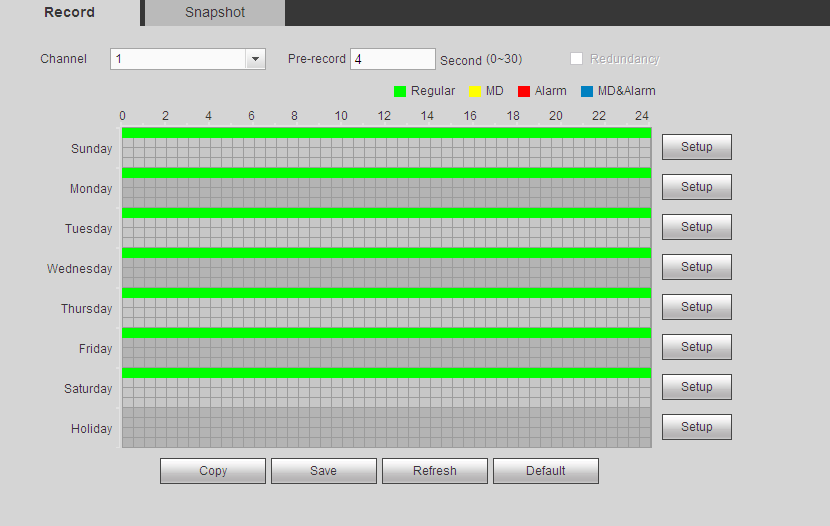 Record Snapshot
Channel 1 Pre-record 4 Second (0~30) Redundancy
Regular MD Alarm MD&Alarm
0 2 4 6 8 10 12 14 16 18 20 22 24
Sunday Setup
Monday Setup
Tuesday Setup
Wednesday Setup
Thursday Setup
Friday Setup
Saturday Setup
Holiday Setup
Copy Save Refresh Default